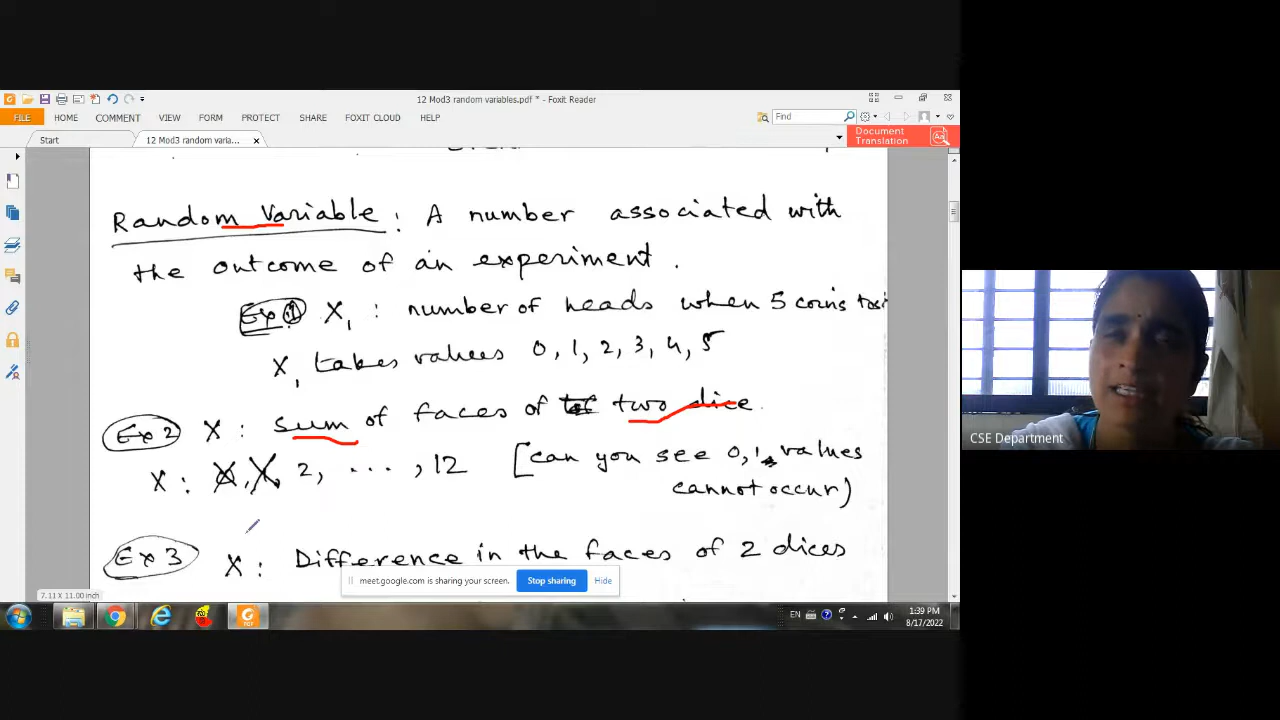 12 Mod3 random variables.pdf * - Foxit Reader
FILE HOME COMMENT VIEW FORM PROTECT SHARE FOXIT CLOUD HELP
Find
Start
12 Mod3 random varia...
Document
Translation
Random Variable : A number associated with
the outcome of an experiment .
Ex 1 X1 : number of heads when 5 coins
X1 takes values 0, 1, 2, 3, 4, 5
Ex 2 X : sum of faces of two dice .
X : 2, ... , 12 [can you see 0, 1 values
cannot occur)
Ex 3 X : Difference in the faces of 2 dices
meet.google.com is sharing your screen. Stop sharing Hide
7.11 X 11.00 inch
EN
1:39 PM
8/17/2022
CSE Department